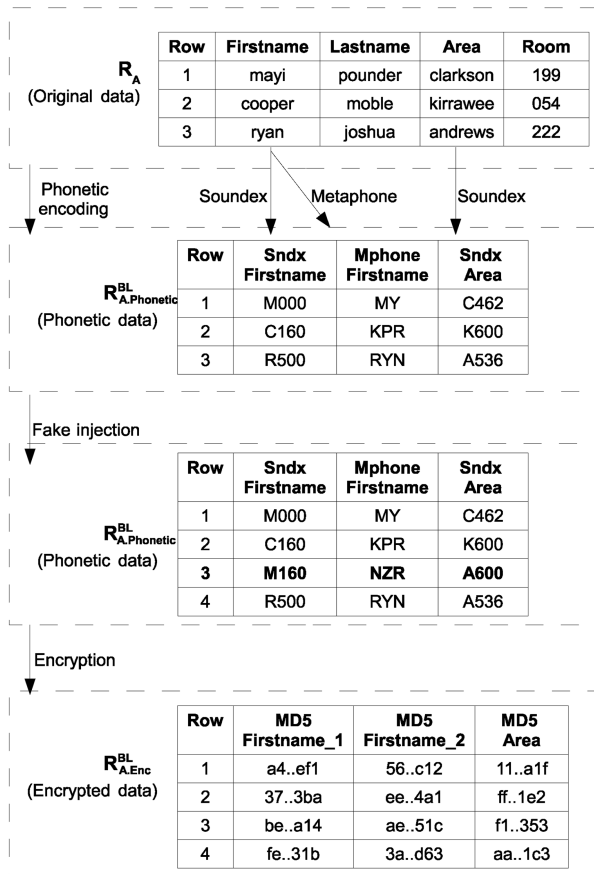 R_A
(Original data)
Row Firstname Lastname Area Room
1 mayi pounder clarkson 199
2 cooper moble kirrawee 054
3 ryan joshua andrews 222
Phonetic
encoding
Soundex Metaphone Soundex
R^BL_A.Phonetic
(Phonetic data)
Row Sndx Mphone Sndx
Firstname Firstname Area
1 M000 MY C462
2 C160 KPR K600
3 R500 RYN A536
Fake injection
R^BL_A.Phonetic
(Phonetic data)
Row Sndx Mphone Sndx
Firstname Firstname Area
1 M000 MY C462
2 C160 KPR K600
3 M160 NZR A600
4 R500 RYN A536
Encryption
R^BL_A.Enc
(Encrypted data)
Row MD5 MD5 MD5
Firstname_1 Firstname_2 Area
1 a4..ef1 56..c12 11..a1f
2 37..3ba ee..4a1 ff..1e2
3 be..a14 ae..51c f1..353
4 fe..31b 3a..d63 aa..1c3